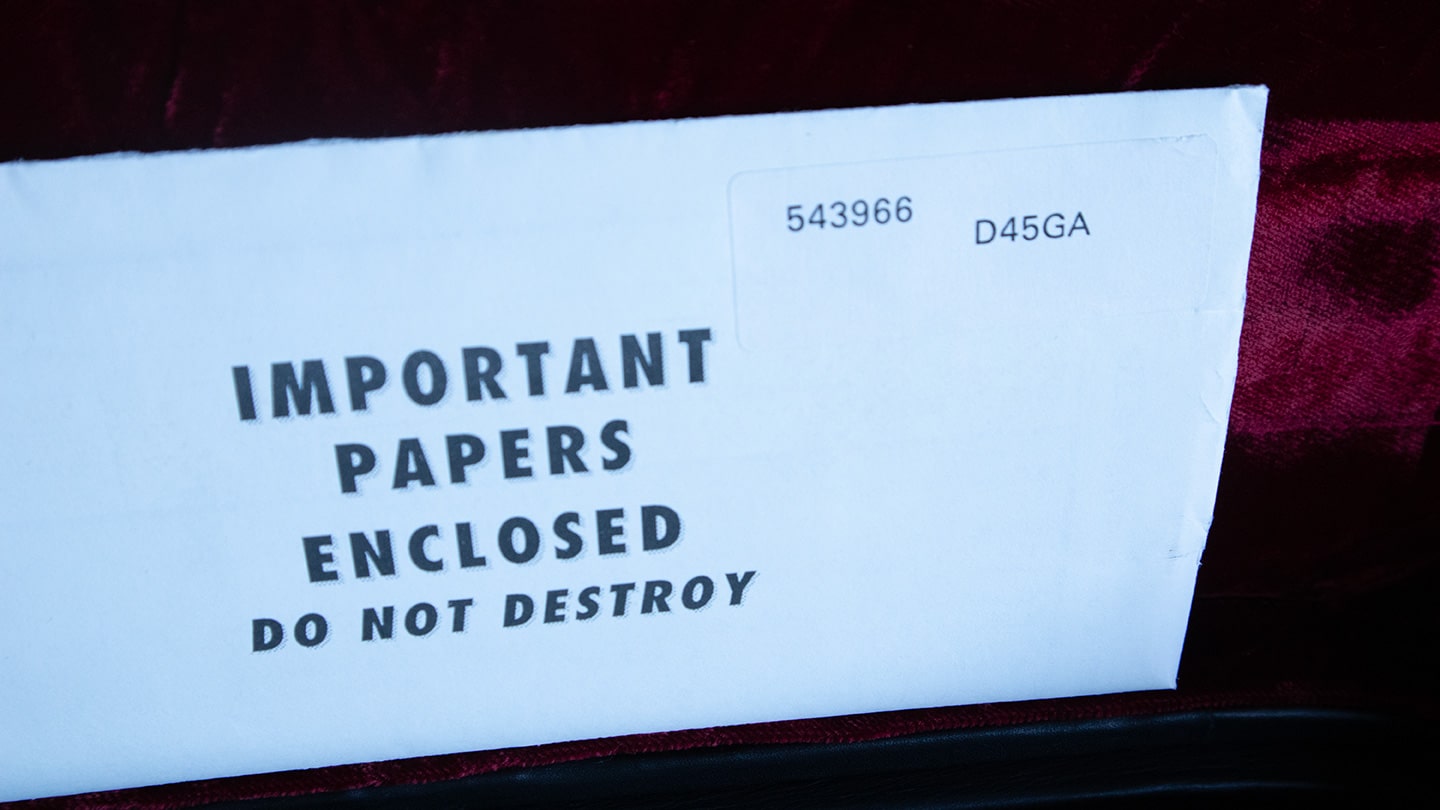 543966 D45GA
IMPORTANT
PAPERS
ENCLOSED
DO NOT DESTROY